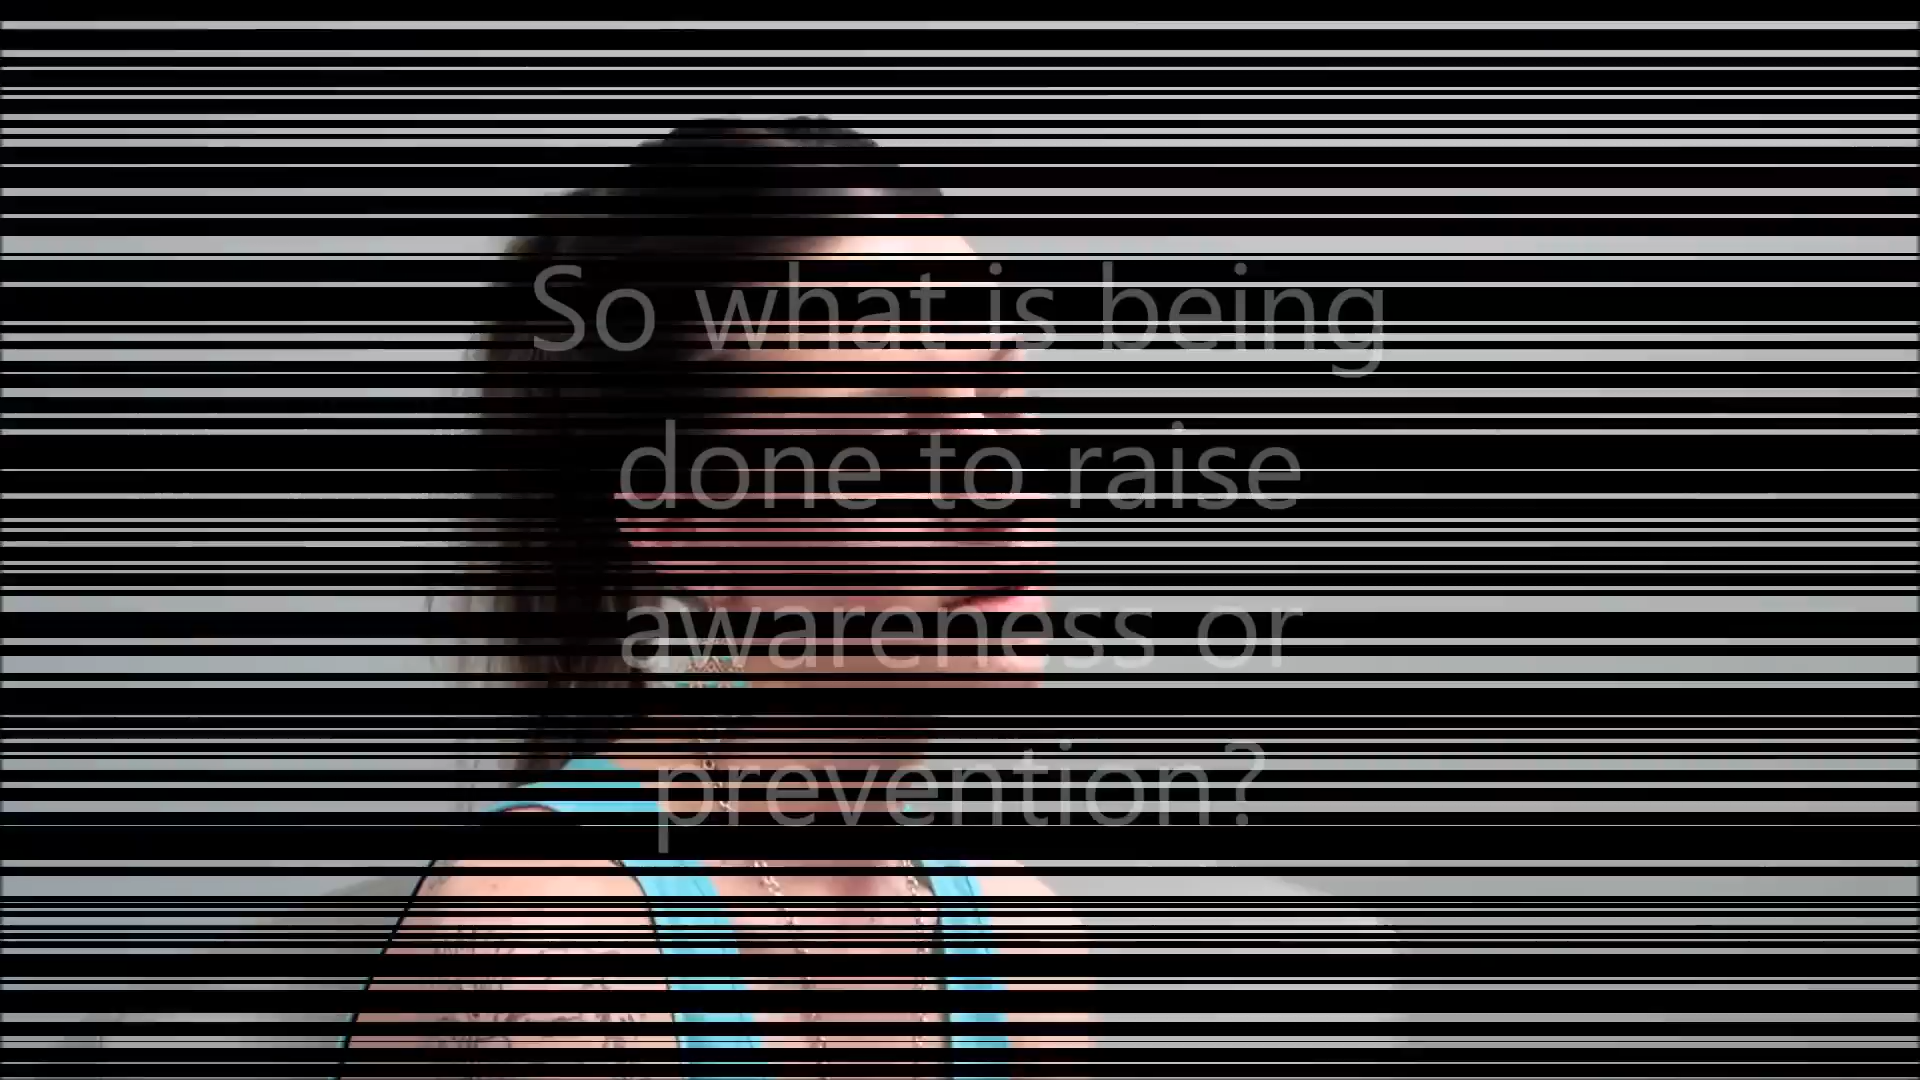 So what is being
done to raise
awareness or
prevention?